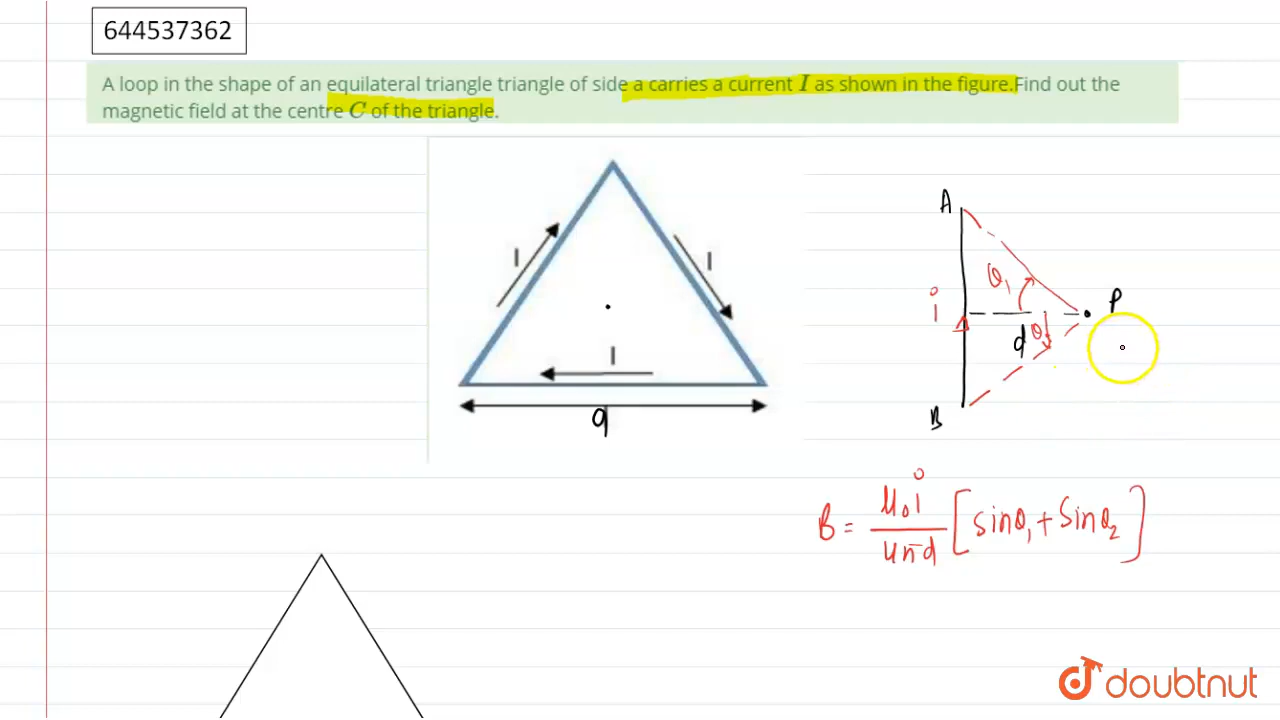 644537362
A loop in the shape of an equilateral triangle triangle of side a carries a current I as shown in the figure.Find out the
magnetic field at the centre C of the triangle.
I
I
I
a
A
i
θ₁
θ₂
d
P
B
B = μ₀i/4πd [sinθ₁ + sinθ₂]
doubtnut